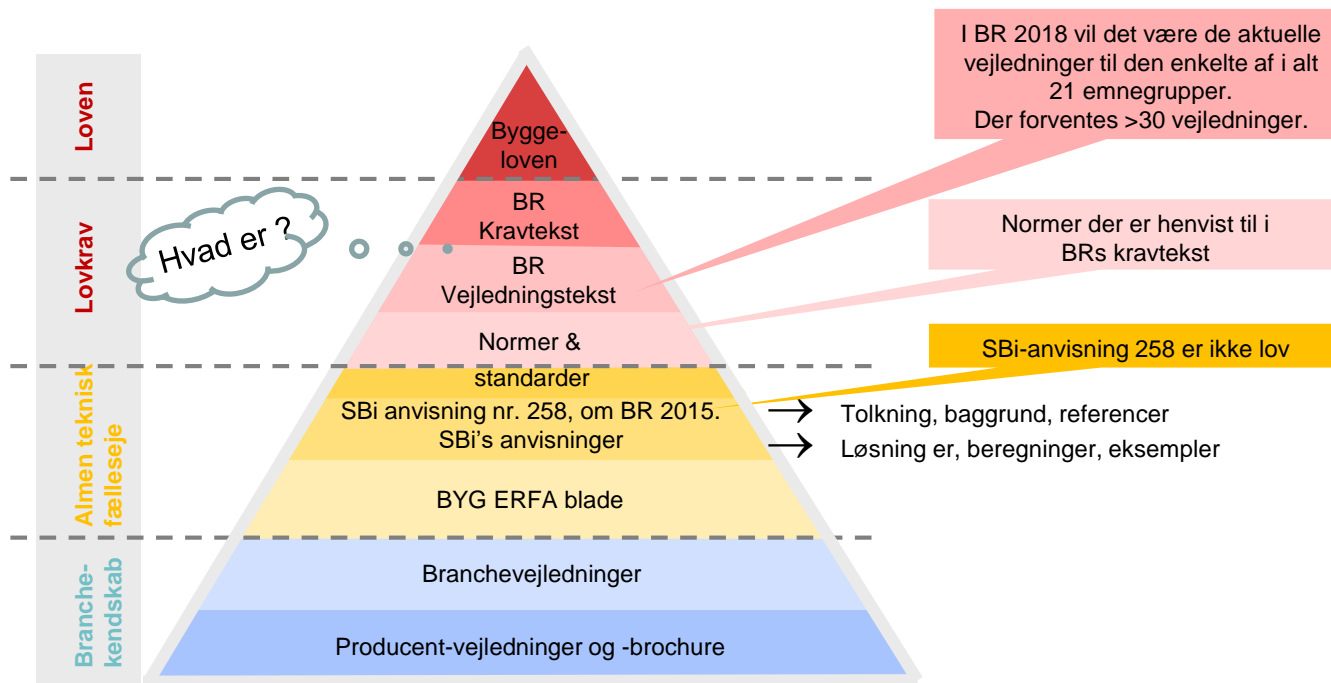 Loven
Lovkrav
Almen teknisk
fælleseje
Branche-
kendskab
Hvad er ?
Bygge-
loven
BR
Kravtekst
BR
Vejledningstekst
Normer &
standarder
SBi anvisning nr. 258, om BR 2015.
SBi’s anvisninger
BYG ERFA blade
Branchevejledninger
Producent-vejledninger og -brochure
I BR 2018 vil det være de aktuelle
vejledninger til den enkelte af i alt
21 emnegrupper.
Der forventes >30 vejledninger.
Normer der er henvist til i
BRs kravtekst
SBi-anvisning 258 er ikke lov
→ Tolkning, baggrund, referencer
→ Løsning er, beregninger, eksempler